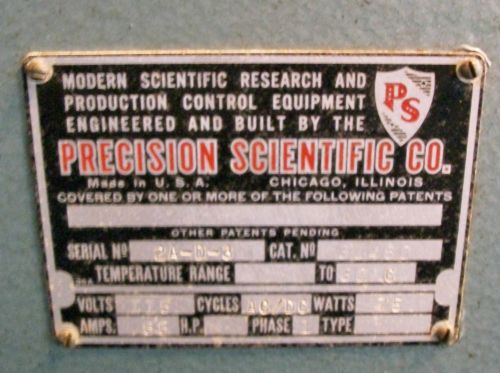 MODERN SCIENTIFIC RESEARCH AND
PRODUCTION CONTROL EQUIPMENT
ENGINEERED AND BUILT BY THE
PS
PRECISION SCIENTIFIC CO.
Made in U.S.A. CHICAGO, ILLINOIS
COVERED BY ONE OR MORE OF THE FOLLOWING PATENTS
OTHER PATENTS PENDING
SERIAL Nº 2A-D-3 CAT. Nº
TEMPERATURE RANGE TO
VOLTS 115 CYCLES AC/DC WATTS
AMPS. H.P. PHASE 1 TYPE